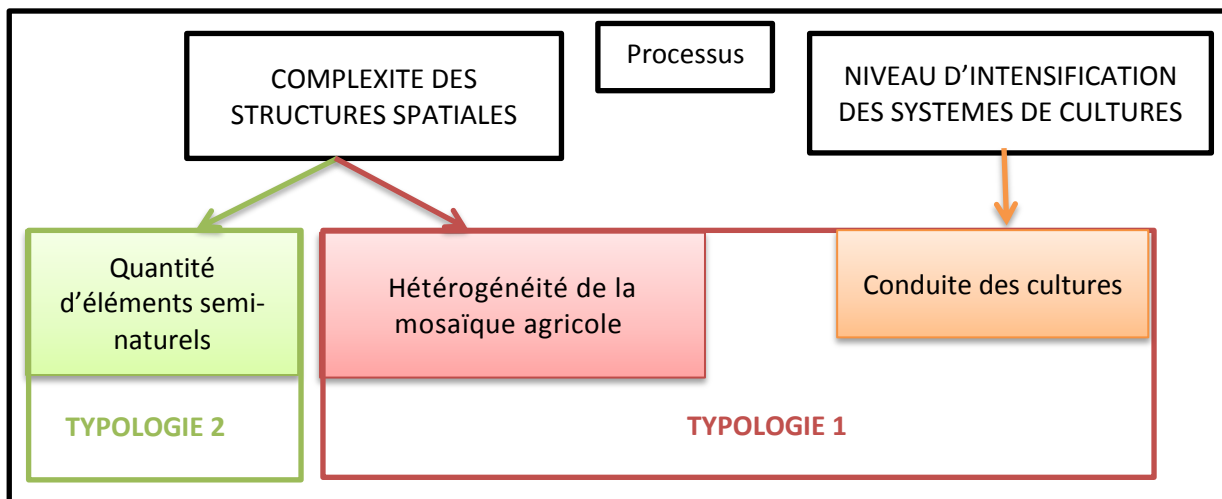 Processus
COMPLEXITE DES
STRUCTURES SPATIALES
NIVEAU D’INTENSIFICATION
DES SYSTEMES DE CULTURES
Quantité
d’éléments semi-
naturels
Hétérogénéité de la
mosaïque agricole
Conduite des cultures
TYPOLOGIE 2
TYPOLOGIE 1